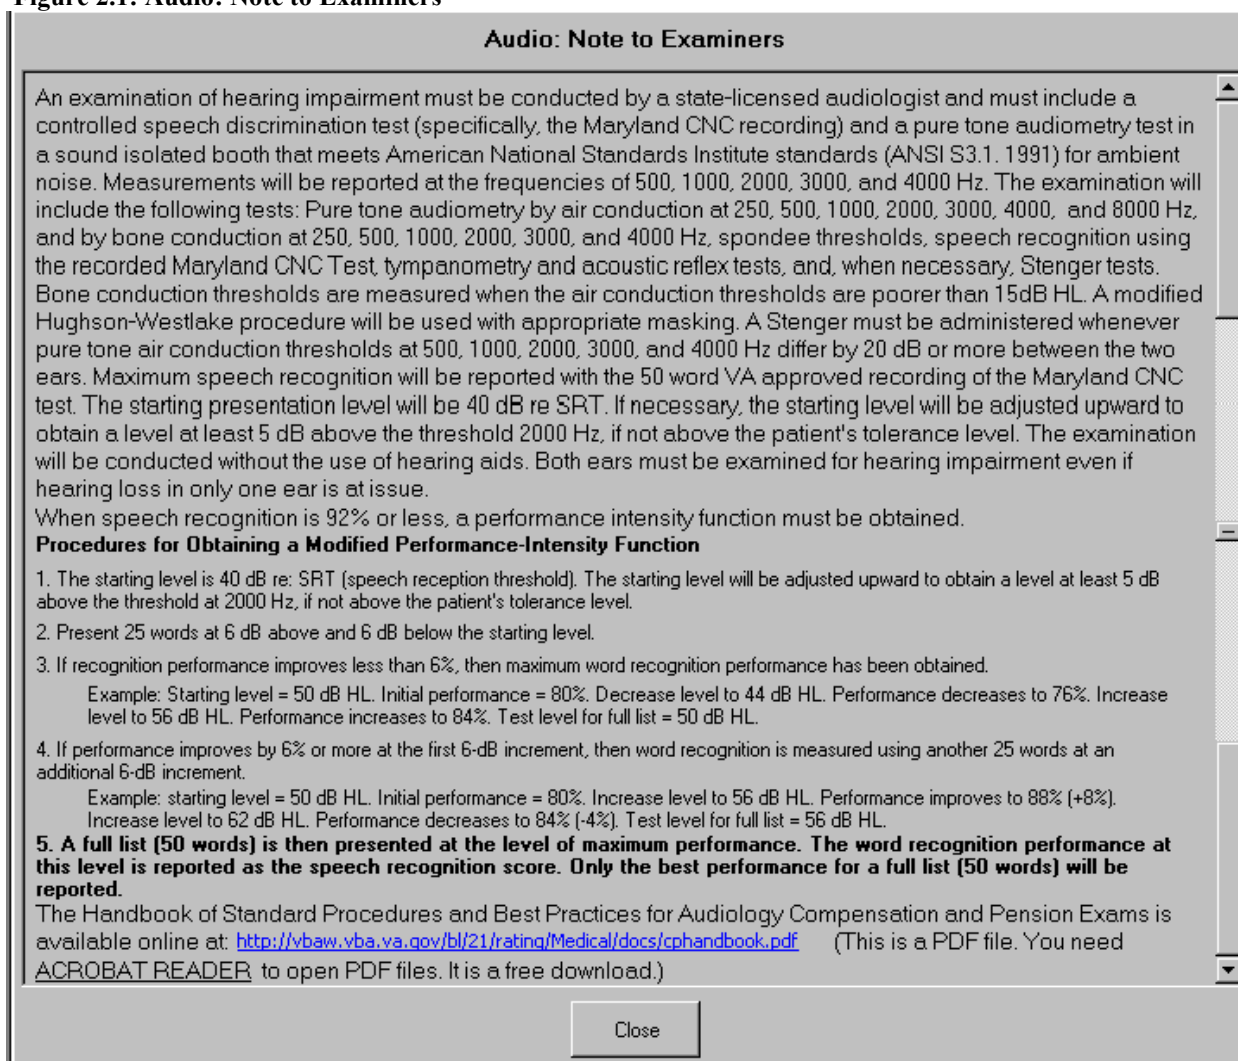 Figure 2.1: Audio: Note to Examiners
Audio: Note to Examiners
An examination of hearing impairment must be conducted by a state-licensed audiologist and must include a
controlled speech discrimination test (specifically, the Maryland CNC recording) and a pure tone audiometry test in
a sound isolated booth that meets American National Standards Institute standards (ANSI S3.1. 1991) for ambient
noise. Measurements will be reported at the frequencies of 500, 1000, 2000, 3000, and 4000 Hz. The examination will
include the following tests: Pure tone audiometry by air conduction at 250, 500, 1000, 2000, 3000, 4000, and 8000 Hz,
and by bone conduction at 250, 500, 1000, 2000, 3000, and 4000 Hz, spondee thresholds, speech recognition using
the recorded Maryland CNC Test, tympanometry and acoustic reflex tests, and, when necessary, Stenger tests.
Bone conduction thresholds are measured when the air conduction thresholds are poorer than 15dB HL. A modified
Hughson-Westlake procedure will be used with appropriate masking. A Stenger must be administered whenever
pure tone air conduction thresholds at 500, 1000, 2000, 3000, and 4000 Hz differ by 20 dB or more between the two
ears. Maximum speech recognition will be reported with the 50 word VA approved recording of the Maryland CNC
test. The starting presentation level will be 40 dB re SRT. If necessary, the starting level will be adjusted upward to
obtain a level at least 5 dB above the threshold 2000 Hz, if not above the patient's tolerance level. The examination
will be conducted without the use of hearing aids. Both ears must be examined for hearing impairment even if
hearing loss in only one ear is at issue.
When speech recognition is 92% or less, a performance intensity function must be obtained.
Procedures for Obtaining a Modified Performance-Intensity Function
1. The starting level is 40 dB re: SRT (speech reception threshold). The starting level will be adjusted upward to obtain a level at least 5 dB
above the threshold at 2000 Hz, if not above the patient's tolerance level.
2. Present 25 words at 6 dB above and 6 dB below the starting level.
3. If recognition performance improves less than 6%, then maximum word recognition performance has been obtained.
Example: Starting level = 50 dB HL. Initial performance = 80%. Decrease level to 44 dB HL. Performance decreases to 76%. Increase
level to 56 dB HL. Performance increases to 84%. Test level for full list = 50 dB HL.
4. If performance improves by 6% or more at the first 6-dB increment, then word recognition is measured using another 25 words at an
additional 6-dB increment.
Example: starting level = 50 dB HL. Initial performance = 80%. Increase level to 56 dB HL. Performance improves to 88% (+8%).
Increase level to 62 dB HL. Performance decreases to 84% (-4%). Test level for full list = 56 dB HL.
5. A full list (50 words) is then presented at the level of maximum performance. The word recognition performance at
this level is reported as the speech recognition score. Only the best performance for a full list (50 words) will be
reported.
The Handbook of Standard Procedures and Best Practices for Audiology Compensation and Pension Exams is
available online at: http://vbaw.vba.va.gov/bl/21/rating/Medical/docs/cphandbook.pdf (This is a PDF file. You need
ACROBAT READER to open PDF files. It is a free download.)
Close